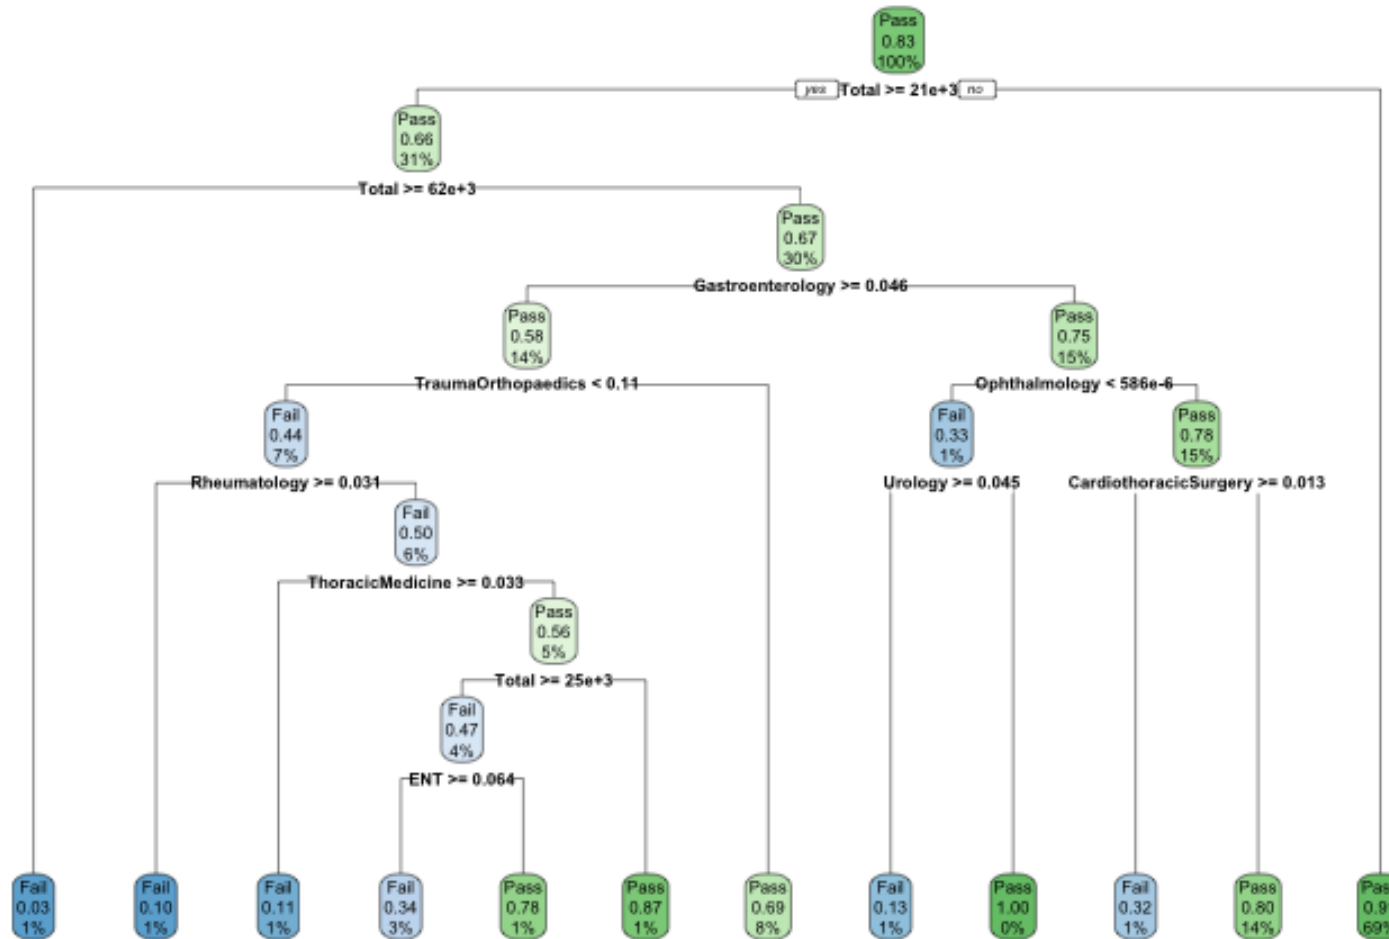 Pass
0.83
100%
yes Total >= 21e+3 no
Pass
0.66
31%
Total >= 62e+3
Pass
0.67
30%
Gastroenterology >= 0.046
Pass
0.58
14%
Pass
0.75
15%
TraumaOrthopaedics < 0.11
Ophthalmology < 586e-6
Fail
0.44
7%
Fail
0.33
1%
Pass
0.78
15%
Rheumatology >= 0.031
Urology >= 0.045
CardiothoracicSurgery >= 0.013
Fail
0.50
6%
ThoracicMedicine >= 0.033
Pass
0.56
5%
Total >= 25e+3
Fail
0.47
4%
ENT >= 0.064
Fail
0.03
1%
Fail
0.10
1%
Fail
0.11
1%
Fail
0.34
3%
Pass
0.78
1%
Pass
0.87
1%
Pass
0.69
8%
Fail
0.13
1%
Pass
1.00
0%
Fail
0.32
1%
Pass
0.80
14%